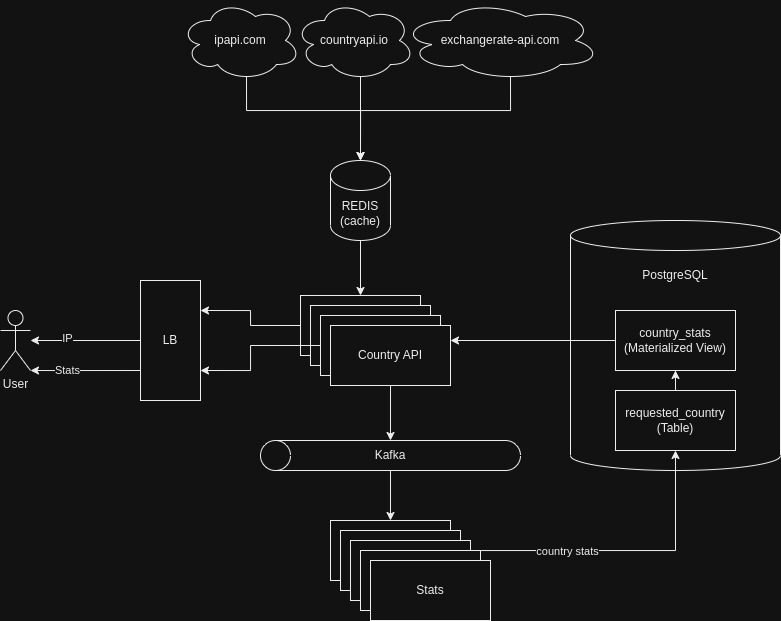 ipapi.com
countryapi.io
exchangerate-api.com
REDIS
(cache)
PostgreSQL
country_stats
(Materialized View)
LB
IP
Country API
Stats
User
requested_country
(Table)
Kafka
country stats
Stats